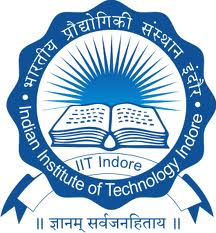 • भारतीय प्रौद्योगिकी संस्थान इंदौर •
Indian Institute of Technology Indore
IIT Indore
॥ ज्ञानम् सर्वजनहिताय ॥